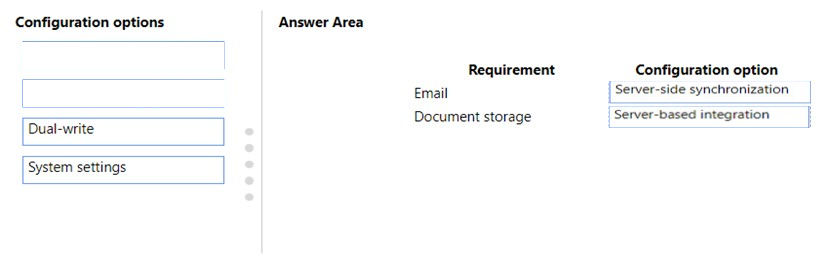 Configuration options
Answer Area
Requirement
Configuration option
Email
Server-side synchronization
Document storage
Server-based integration
Dual-write
System settings